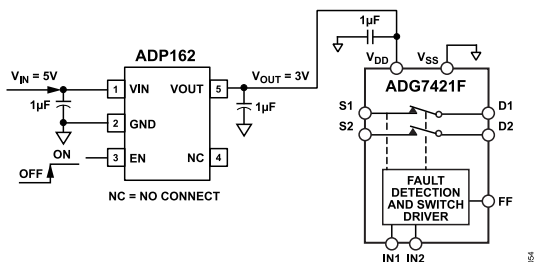 1µF
ADP162
VDD
VSS
VIN = 5V
VOUT = 3V
ADG7421F
1 VIN VOUT 5
1µF
1µF
2 GND
S1 D1
S2 D2
3 EN NC 4
ON
OFF
NC = NO CONNECT
FAULT
DETECTION
AND SWITCH
DRIVER
FF
IN1 IN2